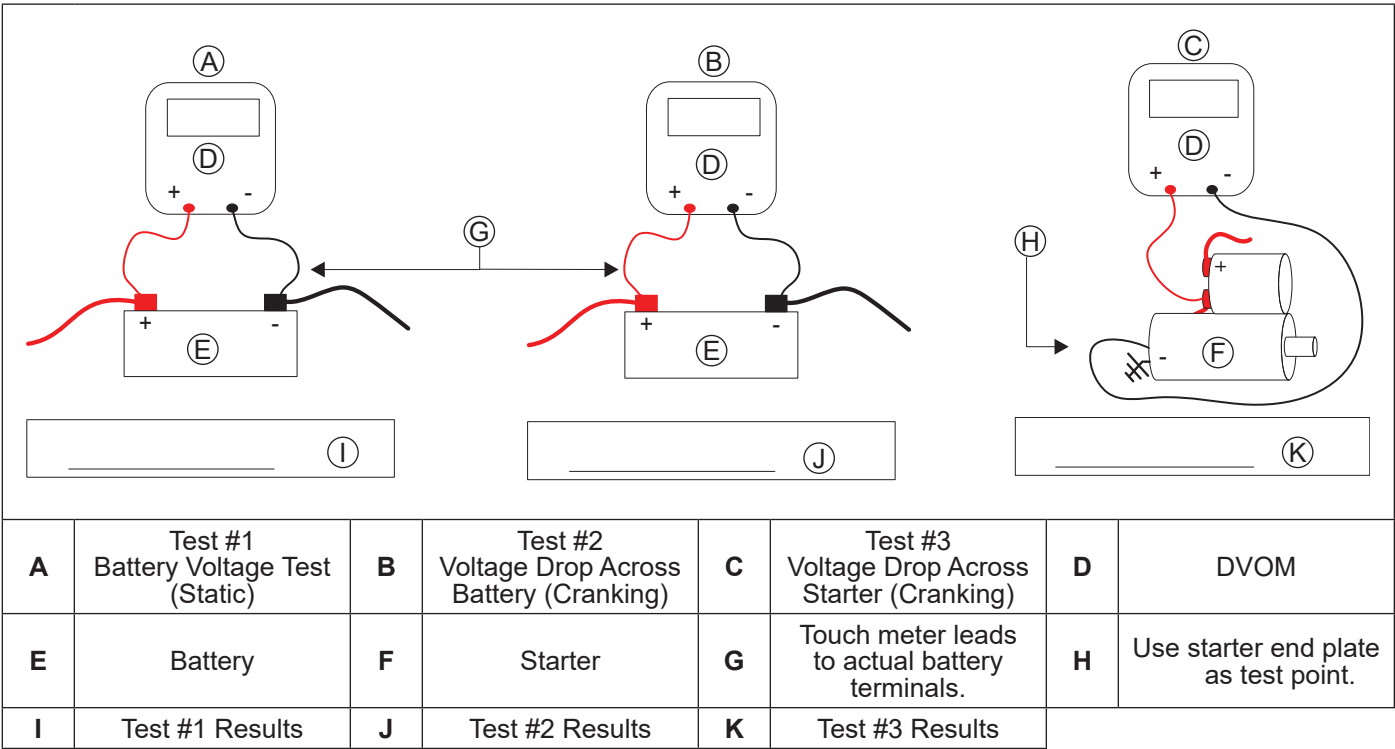 A
B
C
D
D
D
+ -
+ -
+ -
G
H
+
+ -
+ -
E
E
F
-
I
J
K
A Test #1 Battery Voltage Test (Static) B Test #2 Voltage Drop Across Battery (Cranking) C Test #3 Voltage Drop Across Starter (Cranking) D DVOM
E Battery F Starter G Touch meter leads to actual battery terminals. H Use starter end plate as test point.
I Test #1 Results J Test #2 Results K Test #3 Results